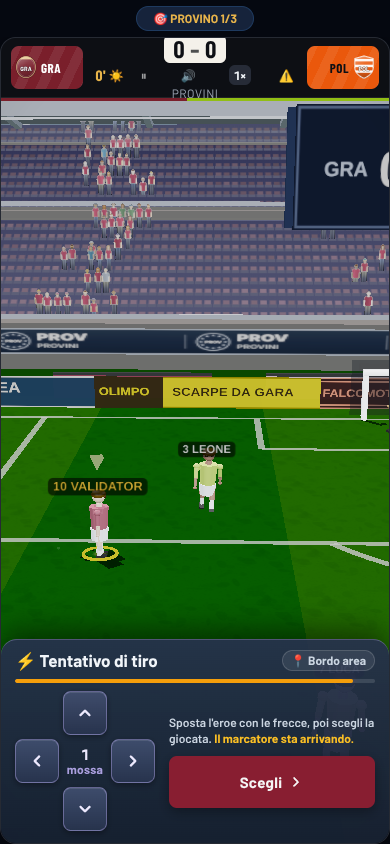 🎯 PROVINO 1/3
GRA
0 - 0
POL
0' ☀️
1×
PROVINI
GRA
PROV
PROVINI
PROV
PROVINI
EA
OLIMPO
SCARPE DA GARA
FALCOMOT
3 LEONE
10 VALIDATOR
⚡ Tentativo di tiro
📍 Bordo area
1
mossa
Sposta l'eroe con le frecce, poi scegli la
giocata. Il marcatore sta arrivando.
Scegli